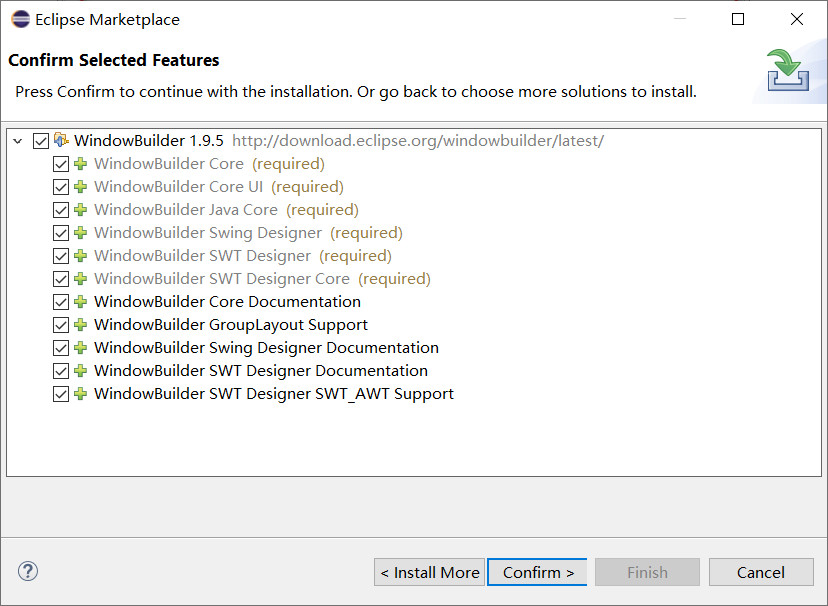 Eclipse Marketplace
Confirm Selected Features
Press Confirm to continue with the installation. Or go back to choose more solutions to install.
WindowBuilder 1.9.5 http://download.eclipse.org/windowbuilder/latest/
WindowBuilder Core (required)
WindowBuilder Core UI (required)
WindowBuilder Java Core (required)
WindowBuilder Swing Designer (required)
WindowBuilder SWT Designer (required)
WindowBuilder SWT Designer Core (required)
WindowBuilder Core Documentation
WindowBuilder GroupLayout Support
WindowBuilder Swing Designer Documentation
WindowBuilder SWT Designer Documentation
WindowBuilder SWT Designer SWT_AWT Support
? < Install More Confirm > Finish Cancel